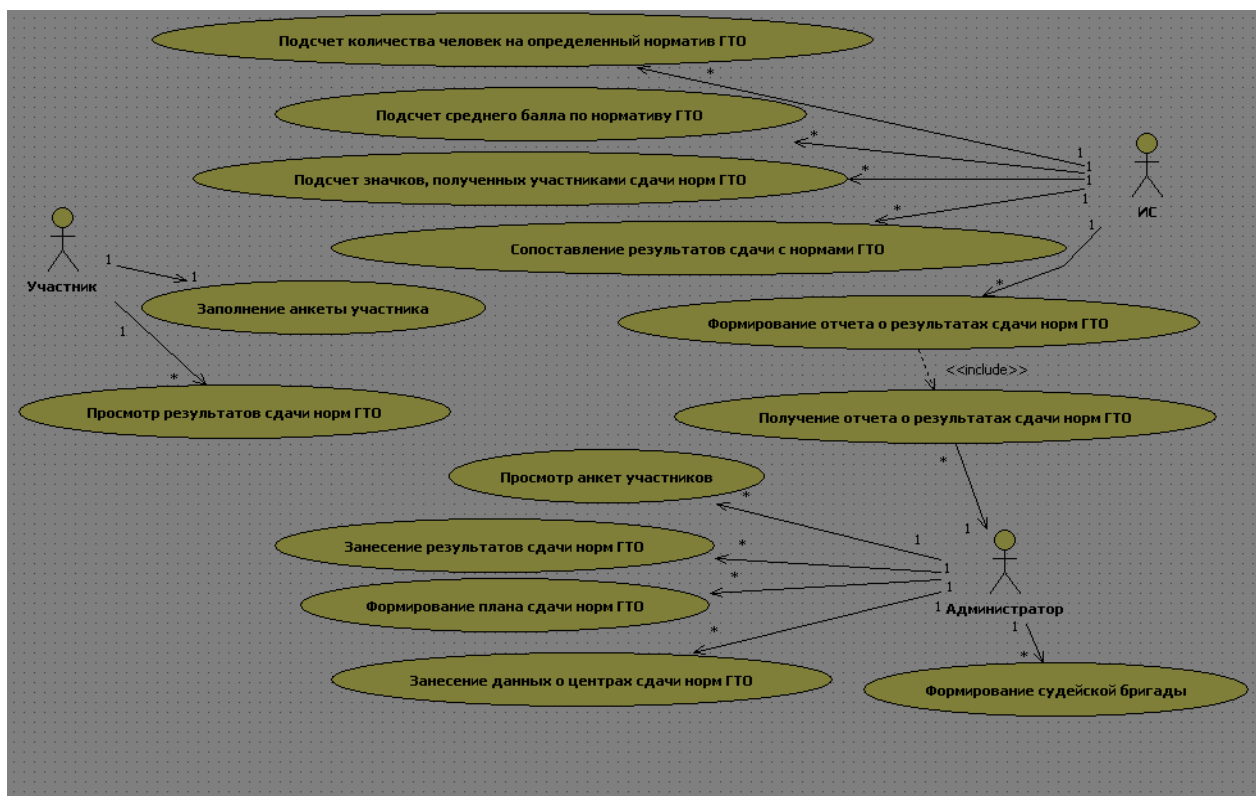 Подсчет количества человек на определенный норматив ГТО
*
Подсчет среднего балла по нормативу ГТО
*
1
1
Подсчет значков, полученных участниками сдачи норм ГТО
*
1
ИС
*
1
Сопоставление результатов сдачи с нормами ГТО
1
Участник
1
1
*
Заполнение анкеты участника
1
Формирование отчета о результатах сдачи норм ГТО
<<include>>
*
Просмотр результатов сдачи норм ГТО
Получение отчета о результатах сдачи норм ГТО
*
Просмотр анкет участников
*
1
Занесение результатов сдачи норм ГТО
*
1
1
Формирование плана сдачи норм ГТО
*
1
1
Администратор
*
1
*
Занесение данных о центрах сдачи норм ГТО
Формирование судейской бригады